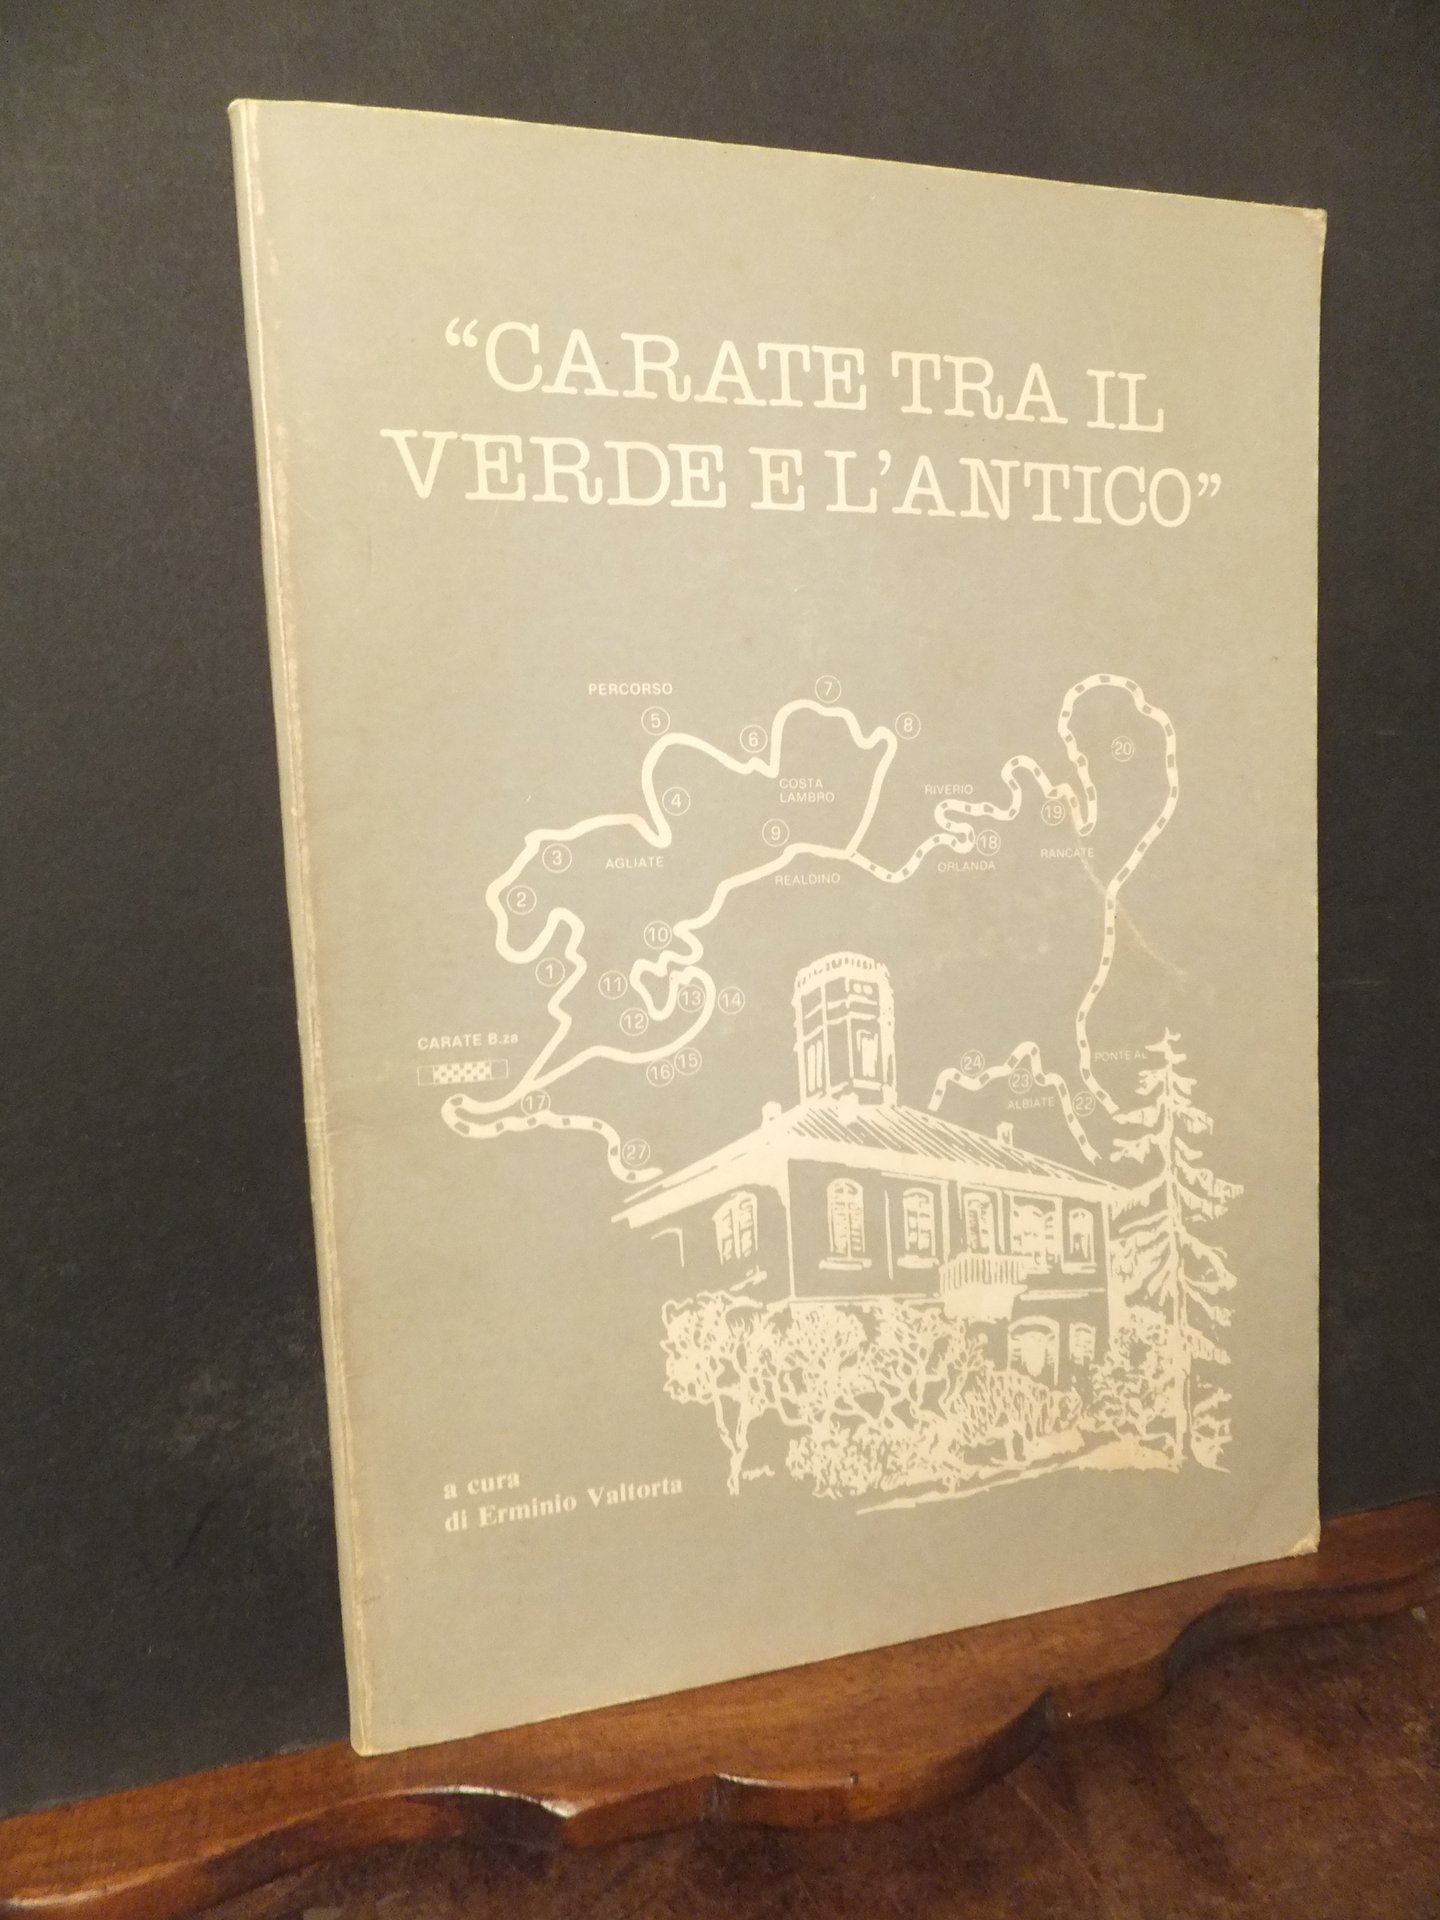 “CARATE TRA IL
VERDE E L’ANTICO”
PERCORSO
7
5
8
6
20
COSTA
LAMBRO
RIVERIO
4
19
9
18
3
AGLIATE
RANCATE
ORLANDA
REALDINO
2
10
1
11
13
14
12
CARATE B.za
PONTE AL
24
15
16
23
17
ALBIATE
22
27
a cura
di Erminio Valtorta